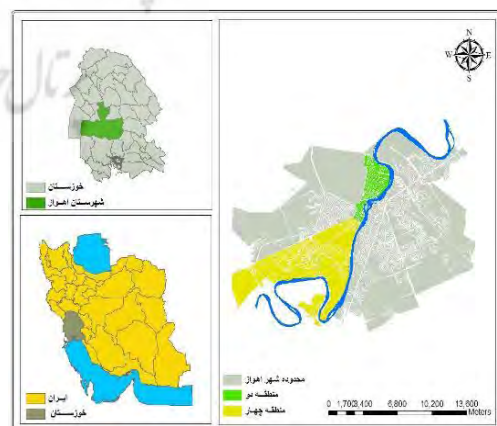 خوزستان
شهرستان اهواز
ایران
خوزستان
N
W E
S
محدوده شهر اهواز
منطقه دو
منطقه چهار
0 1,700 3,400 6,800 10,200 13,600
Meters